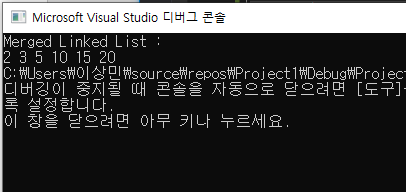 Microsoft Visual Studio 디버그 콘솔
Merged Linked List :
2 3 5 10 15 20
C:\Users\이상민\source\repos\Project1\Debug\Project
디버깅이 중지될 때 콘솔을 자동으로 닫으려면 [도구]-
록 설정합니다.
이 창을 닫으려면 아무 키나 누르세요.